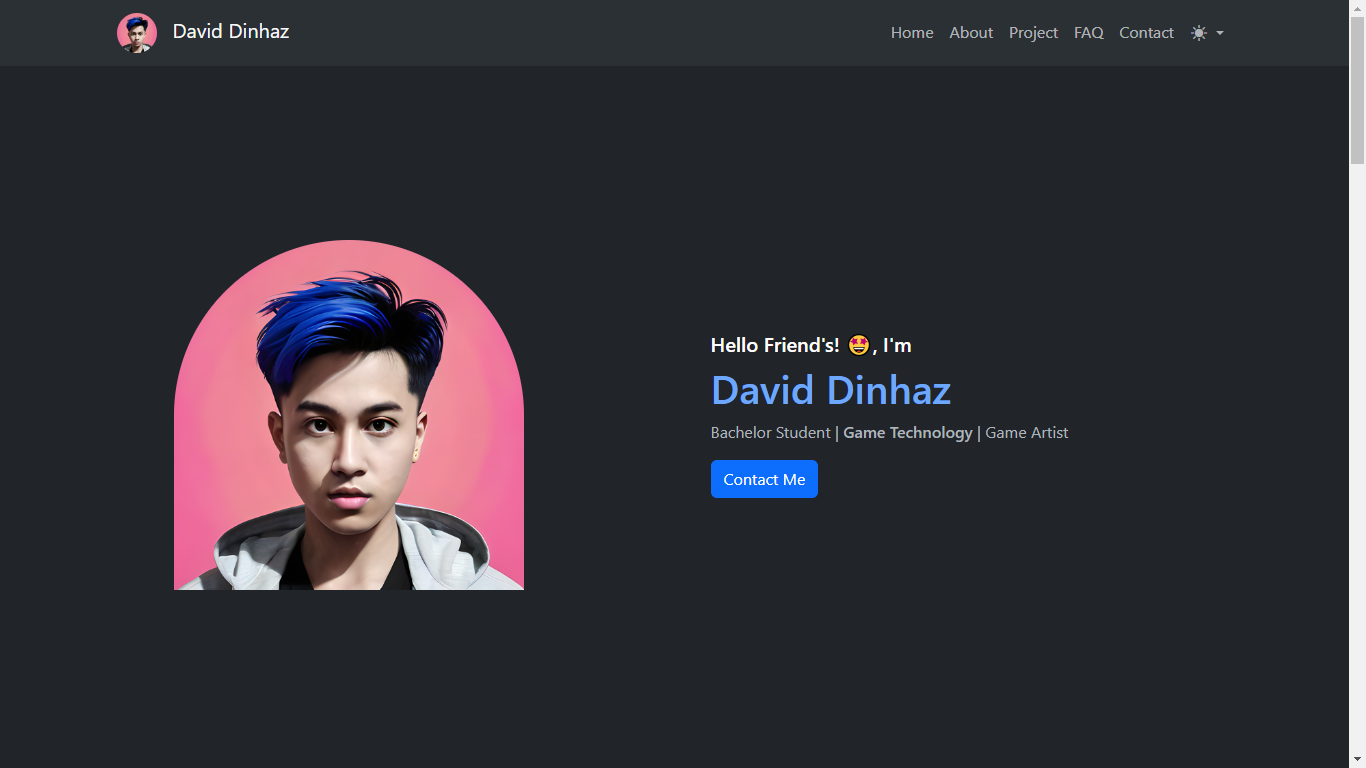 David Dinhaz
Home About Project FAQ Contact
Hello Friend's! 🤩, I'm
David Dinhaz
Bachelor Student | Game Technology | Game Artist
Contact Me